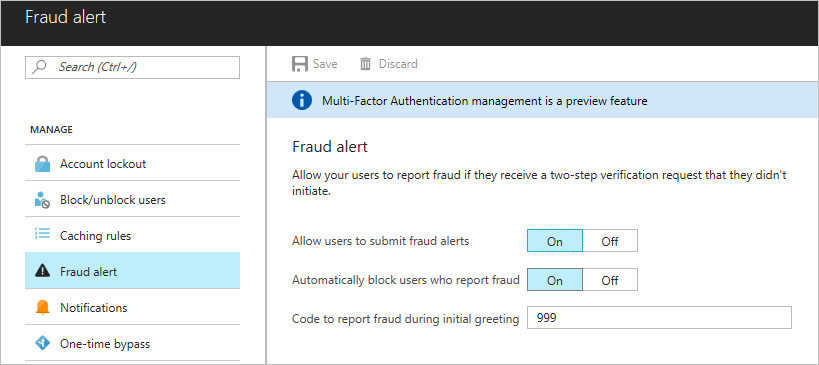 Fraud alert
Search (Ctrl+/)
MANAGE
Account lockout
Block/unblock users
Caching rules
Fraud alert
Notifications
One-time bypass
Save Discard
Multi-Factor Authentication management is a preview feature
Fraud alert
Allow your users to report fraud if they receive a two-step verification request that they didn't
initiate.
Allow users to submit fraud alerts On Off
Automatically block users who report fraud On Off
Code to report fraud during initial greeting 999